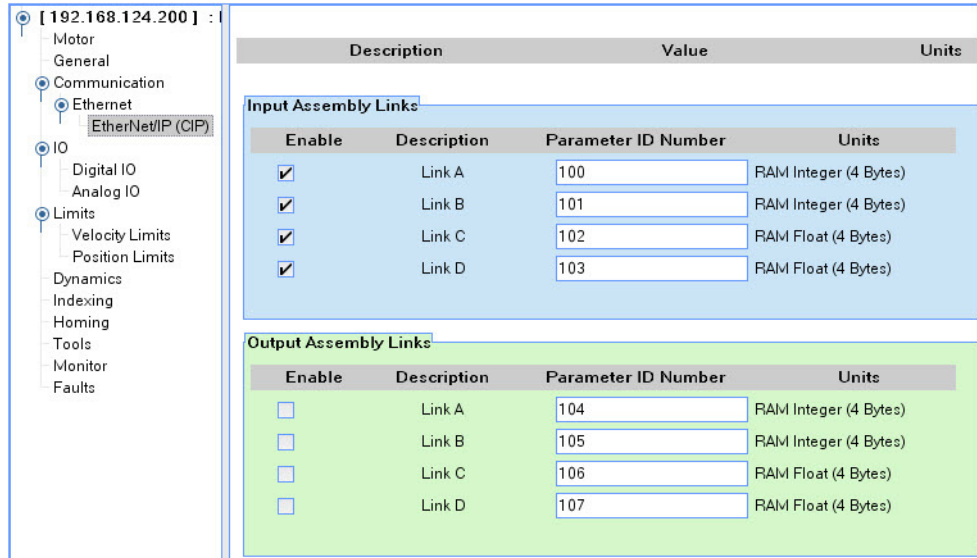 [ 192.168.124.200 ] :
Motor
General
Communication
Ethernet
EtherNet/IP (CIP)
IO
Digital IO
Analog IO
Limits
Velocity Limits
Position Limits
Dynamics
Indexing
Homing
Tools
Monitor
Faults
Description Value Units
Input Assembly Links
Enable Description Parameter ID Number Units
Link A 100 RAM Integer (4 Bytes)
Link B 101 RAM Integer (4 Bytes)
Link C 102 RAM Float (4 Bytes)
Link D 103 RAM Float (4 Bytes)
Output Assembly Links
Enable Description Parameter ID Number Units
Link A 104 RAM Integer (4 Bytes)
Link B 105 RAM Integer (4 Bytes)
Link C 106 RAM Float (4 Bytes)
Link D 107 RAM Float (4 Bytes)